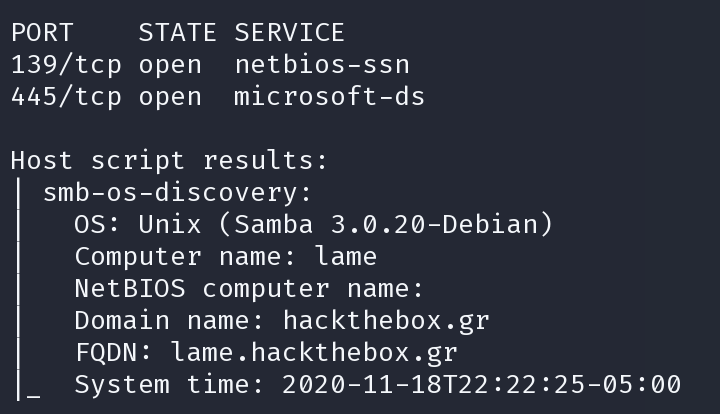 PORT    STATE SERVICE
139/tcp open  netbios-ssn
445/tcp open  microsoft-ds

Host script results:
| smb-os-discovery:
|   OS: Unix (Samba 3.0.20-Debian)
|   Computer name: lame
|   NetBIOS computer name:
|   Domain name: hackthebox.gr
|   FQDN: lame.hackthebox.gr
|_  System time: 2020-11-18T22:22:25-05:00